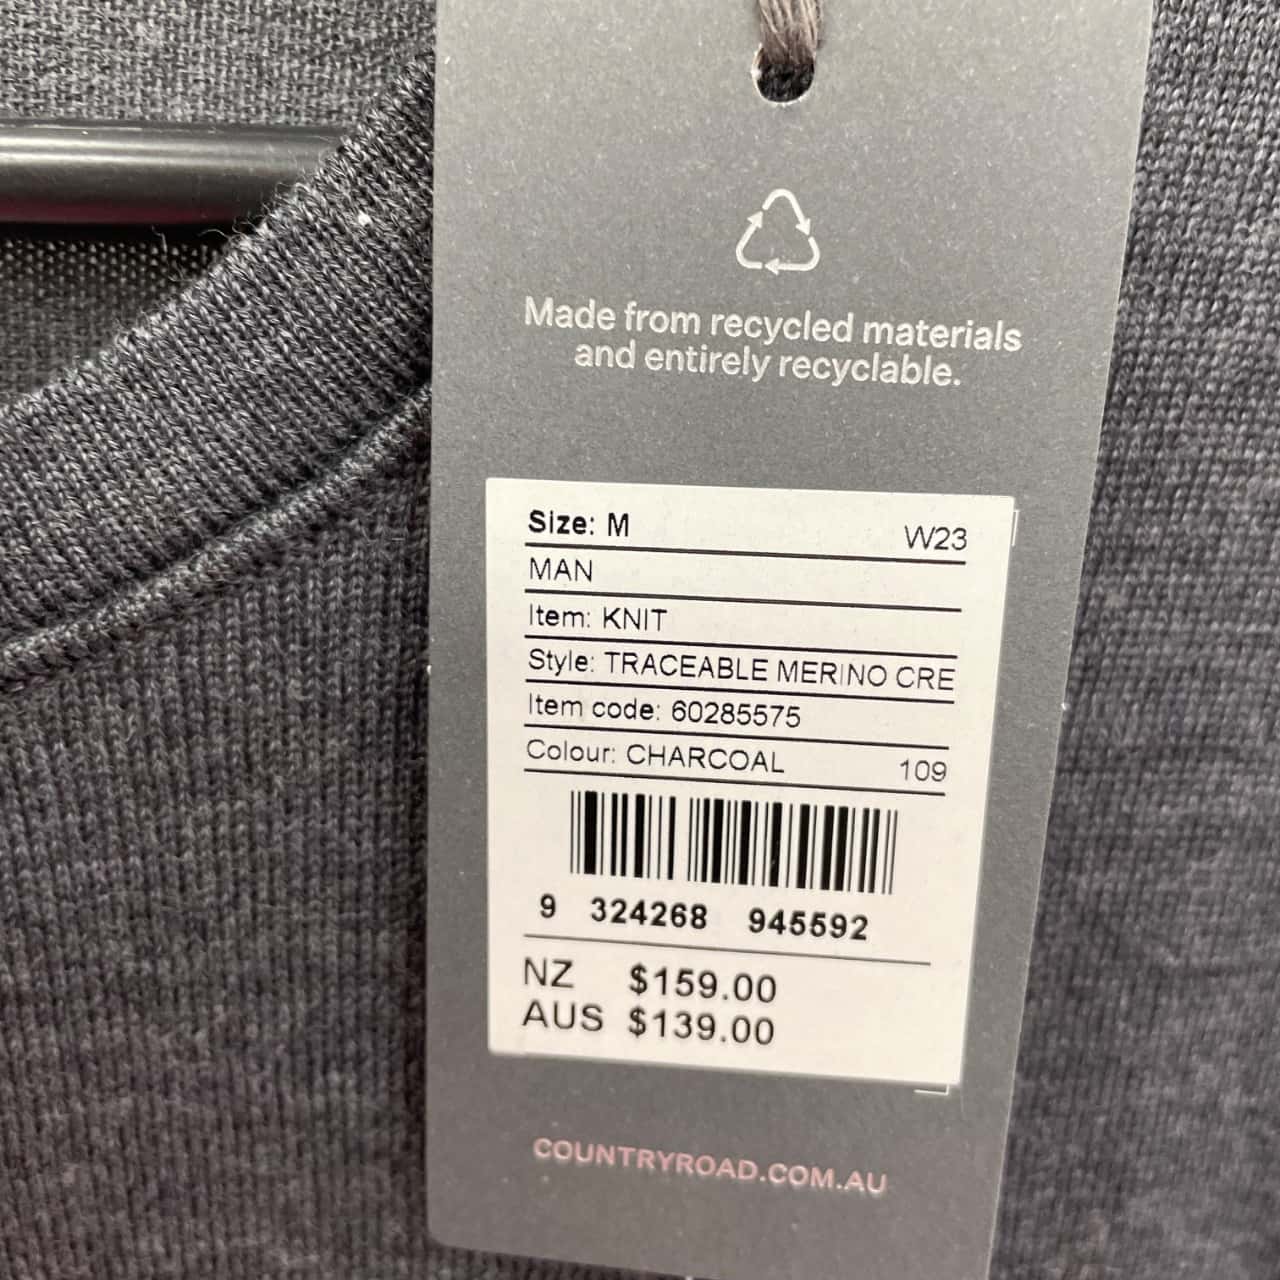 Made from recycled materials
and entirely recyclable.
Size: M W23
MAN
Item: KNIT
Style: TRACEABLE MERINO CRE
Item code: 60285575
Colour: CHARCOAL 109
9 324268 945592
NZ $159.00
AUS $139.00
COUNTRYROAD.COM.AU